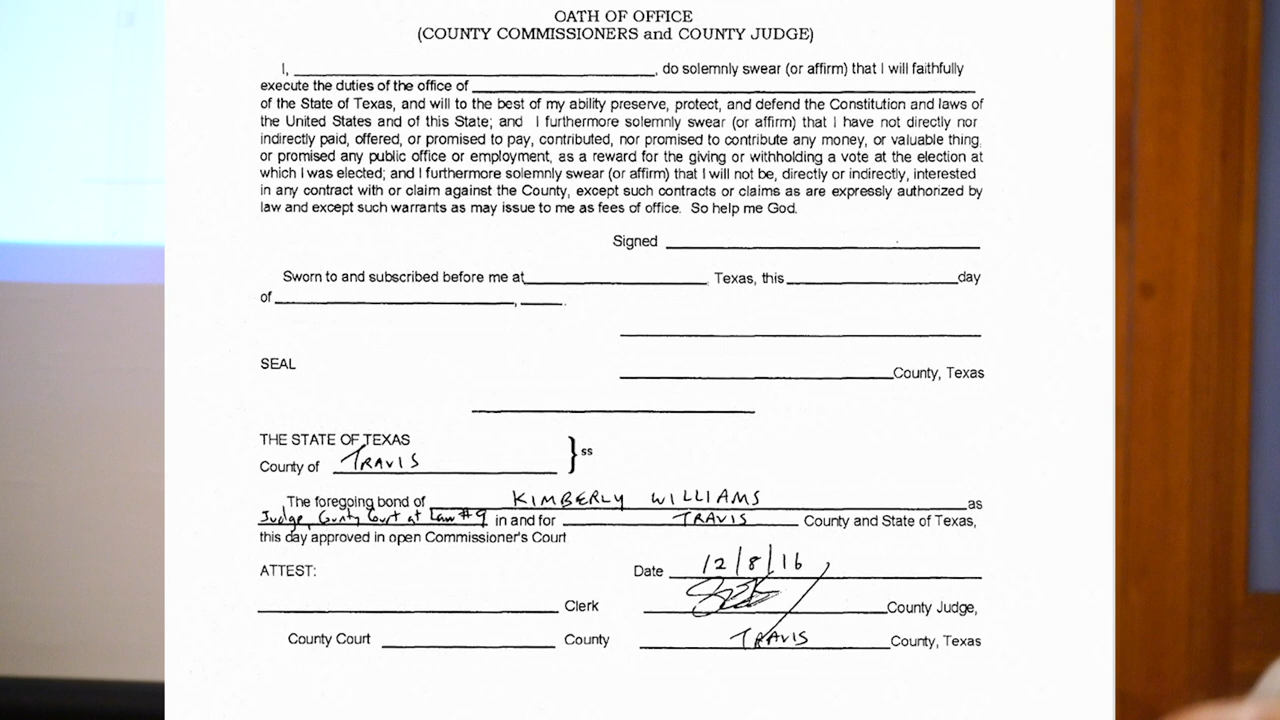 OATH OF OFFICE
(COUNTY COMMISSIONERS and COUNTY JUDGE)
I, ________, do solemnly swear (or affirm) that I will faithfully
execute the duties of the office of ________
of the State of Texas, and will to the best of my ability preserve, protect, and defend the Constitution and laws of
the United States and of this State; and I furthermore solemnly swear (or affirm) that I have not directly nor
indirectly paid, offered, or promised to pay, contributed, nor promised to contribute any money, or valuable thing,
or promised any public office or employment, as a reward for the giving or withholding a vote at the election at
which I was elected; and I furthermore solemnly swear (or affirm) that I will not be, directly or indirectly, interested
in any contract with or claim against the County, except such contracts or claims as are expressly authorized by
law and except such warrants as may issue to me as fees of office. So help me God.
Signed ________
Sworn to and subscribed before me at ________ Texas, this ________ day
of ________, ____.
SEAL
________ County, Texas
THE STATE OF TEXAS
County of TRAVIS } ss
The foregoing bond of KIMBERLY WILLIAMS as
Judge, County Court at Law #9 in and for TRAVIS County and State of Texas,
this day approved in open Commissioner's Court
ATTEST: Date 12/8/16
________ Clerk ________ County Judge,
County Court ________ County TRAVIS County, Texas